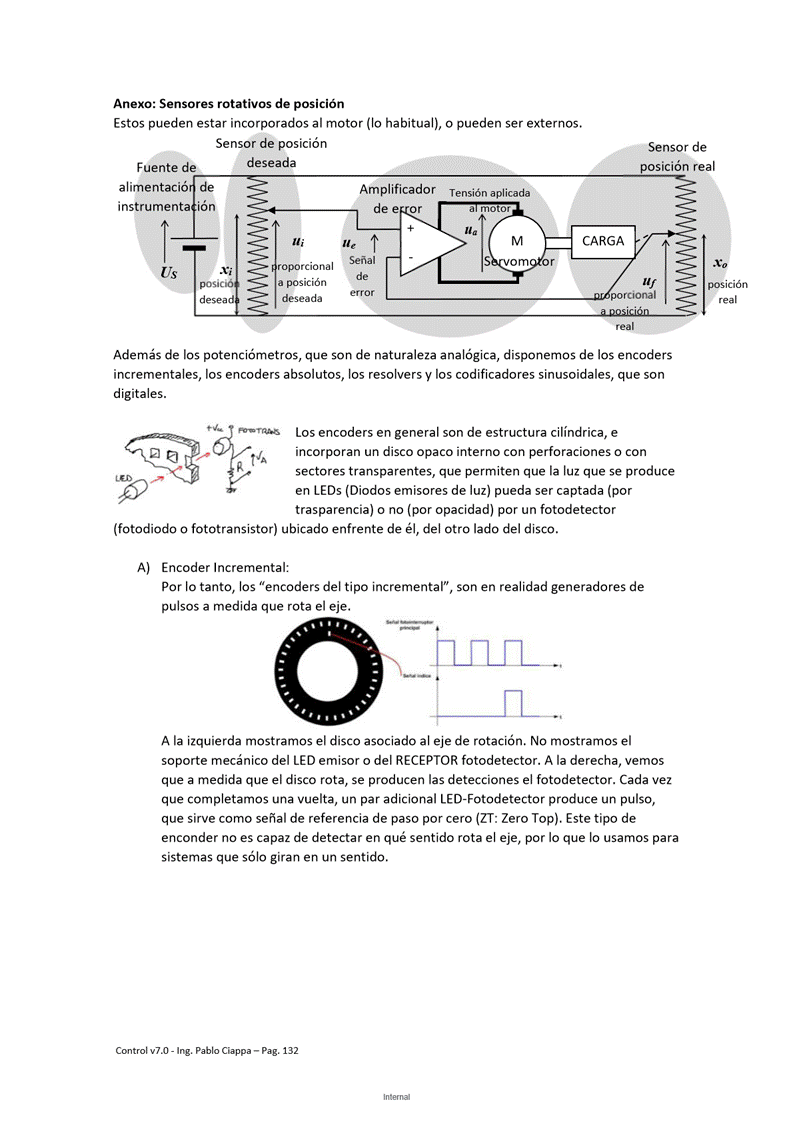 Anexo: Sensores rotativos de posición
Estos pueden estar incorporados al motor (lo habitual), o pueden ser externos.
Sensor de posición
deseada
Fuente de
alimentación de
instrumentación
US
xi
posición
deseada
ui
proporcional
a posición
deseada
ue
Señal
de
error
Amplificador
de error
+
-
Tensión aplicada
al motor
ua
M
Servomotor
CARGA
Sensor de
posición real
uf
proporcional
a posición
real
xo
posición
real
Además de los potenciómetros, que son de naturaleza analógica, disponemos de los encoders
incrementales, los encoders absolutos, los resolvers y los codificadores sinusoidales, que son
digitales.
LED
+Vcc
FOTOTRANS
R
VA
Los encoders en general son de estructura cilíndrica, e
incorporan un disco opaco interno con perforaciones o con
sectores transparentes, que permiten que la luz que se produce
en LEDs (Diodos emisores de luz) pueda ser captada (por
trasparencia) o no (por opacidad) por un fotodetector
(fotodiodo o fototransistor) ubicado enfrente de él, del otro lado del disco.
A) Encoder Incremental:
Por lo tanto, los “encoders del tipo incremental”, son en realidad generadores de
pulsos a medida que rota el eje.
Señal fotointerruptor
principal
t
Señal índice
t
A la izquierda mostramos el disco asociado al eje de rotación. No mostramos el
soporte mecánico del LED emisor o del RECEPTOR fotodetector. A la derecha, vemos
que a medida que el disco rota, se producen las detecciones el fotodetector. Cada vez
que completamos una vuelta, un par adicional LED-Fotodetector produce un pulso,
que sirve como señal de referencia de paso por cero (ZT: Zero Top). Este tipo de
enconder no es capaz de detectar en qué sentido rota el eje, por lo que lo usamos para
sistemas que sólo giran en un sentido.
Control v7.0 - Ing. Pablo Ciappa – Pag. 132
Internal